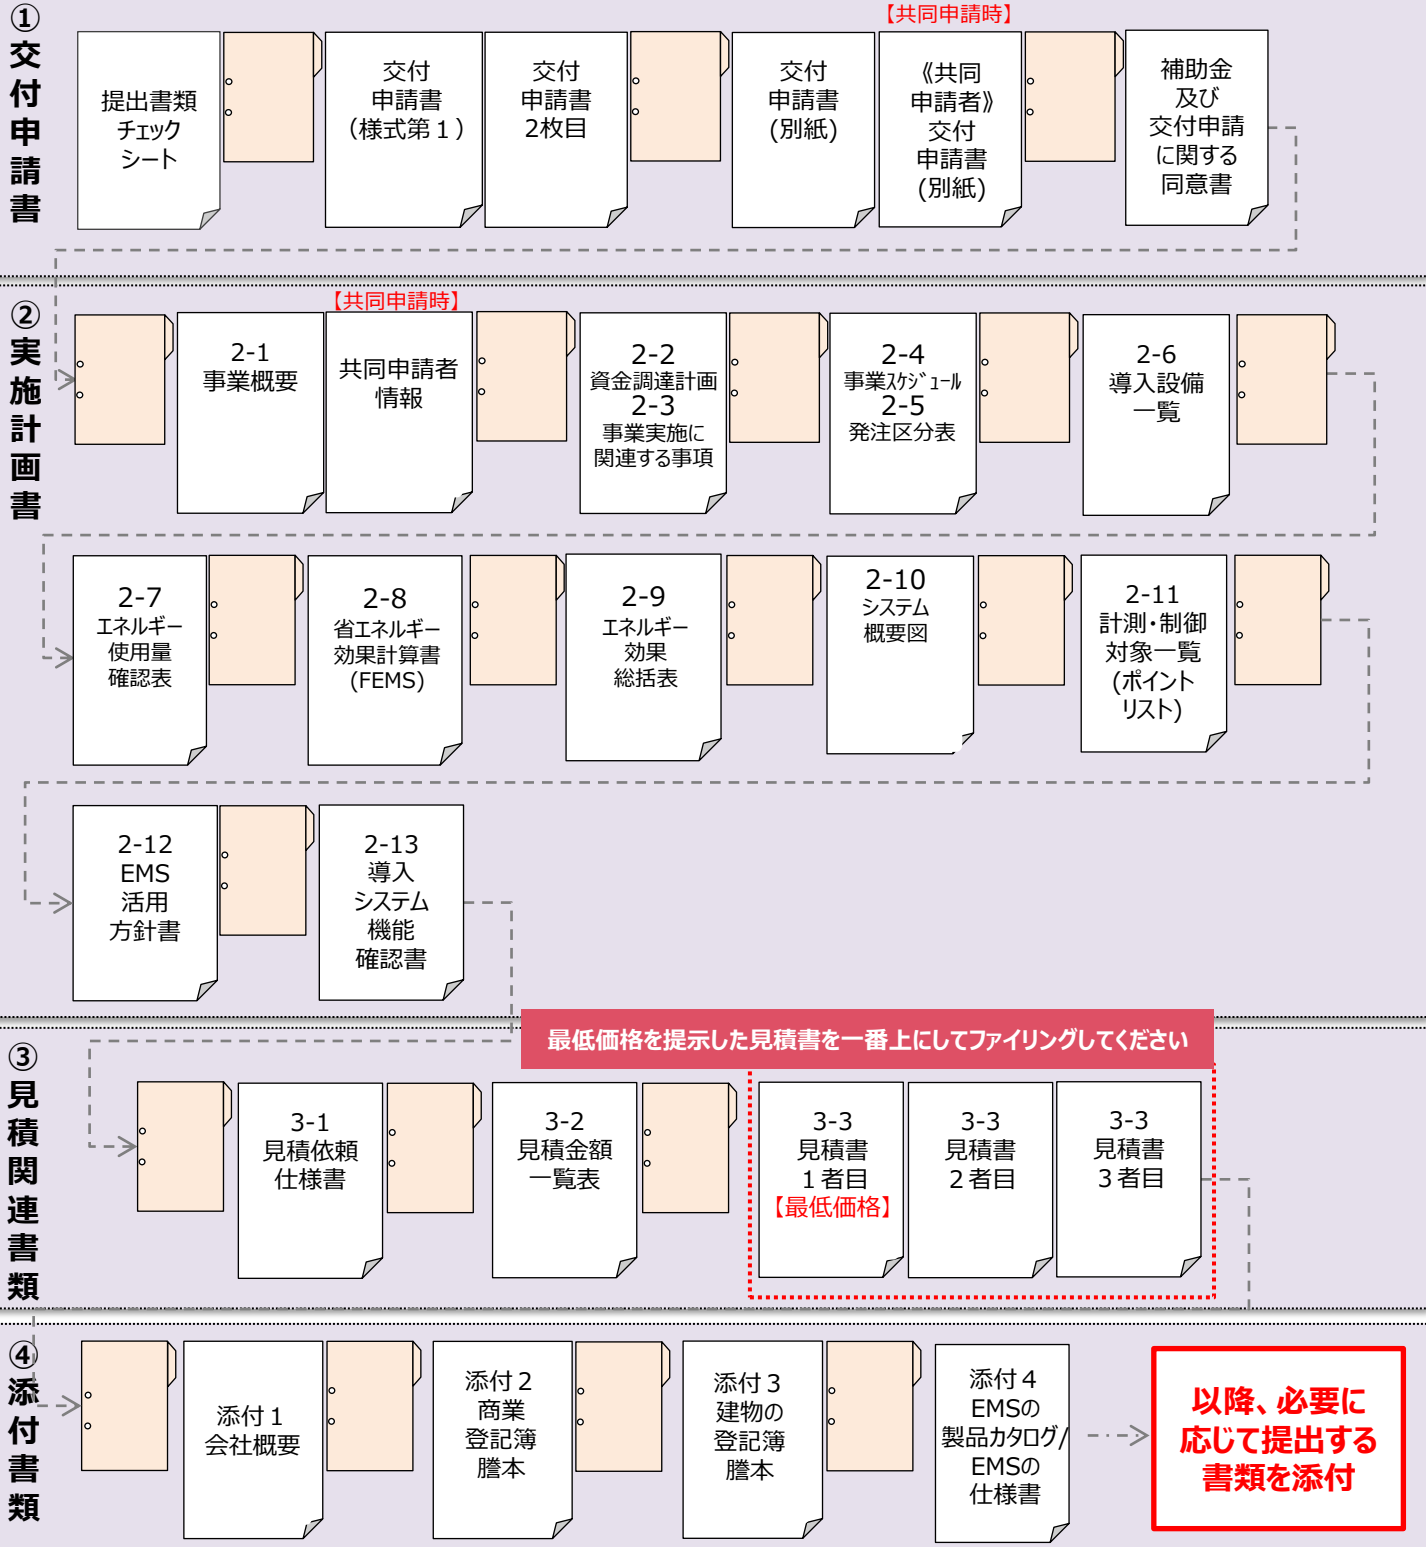 ①
交
付
申
請
書
【共同申請時】
提出書類
チェック
シート
交付
申請書
（様式第１）
交付
申請書
2枚目
交付
申請書
(別紙)
《共同
申請者》
交付
申請書
(別紙)
補助金
及び
交付申請
に関する
同意書
②
実
施
計
画
書
【共同申請時】
2-1
事業概要
共同申請者
情報
2-2
資金調達計画
2-3
事業実施に
関連する事項
2-4
事業ｽｹｼﾞｭｰﾙ
2-5
発注区分表
2-6
導入設備
一覧
2-7
エネルギー
使用量
確認表
2-8
省エネルギー
効果計算書
(FEMS)
2-9
エネルギー
効果
総括表
2-10
システム
概要図
2-11
計測・制御
対象一覧
(ポイント
リスト)
2-12
EMS
活用
方針書
2-13
導入
システム
機能
確認書
③
見
積
関
連
書
類
最低価格を提示した見積書を一番上にしてファイリングしてください
3-1
見積依頼
仕様書
3-2
見積金額
一覧表
3-3
見積書
１者目
【最低価格】
3-3
見積書
２者目
3-3
見積書
３者目
④
添
付
書
類
添付１
会社概要
添付２
商業
登記簿
謄本
添付３
建物の
登記簿
謄本
添付４
EMSの
製品カタログ/
EMSの
仕様書
以降、必要に
応じて提出する
書類を添付